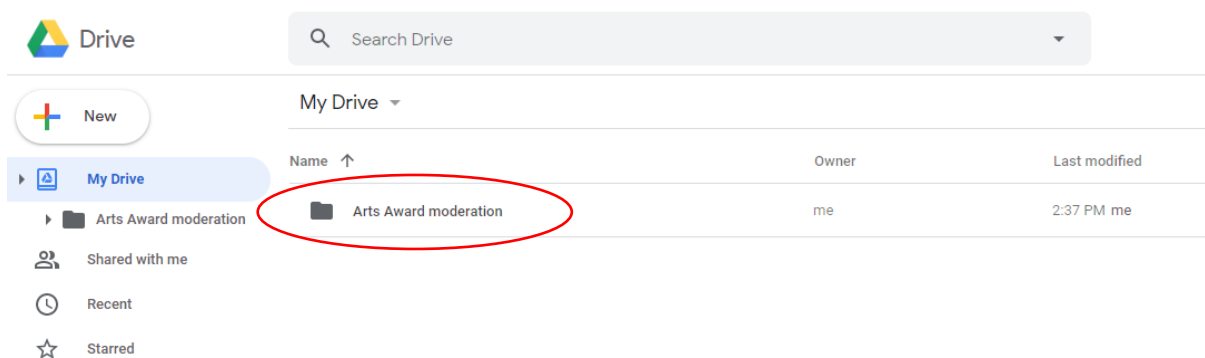 Drive
Search Drive
New
My Drive
Name Owner Last modified
My Drive
Arts Award moderation me 2:37 PM me
Arts Award moderation
Shared with me
Recent
Starred